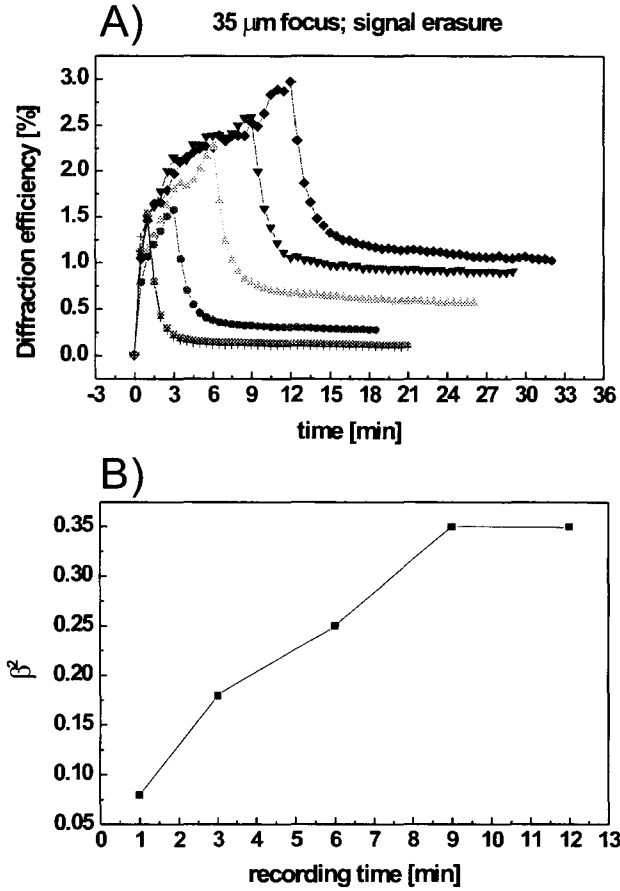 A)
35 μm focus; signal erasure
Diffraction efficiency [%]
3.0
2.5
2.0
1.5
1.0
0.5
0.0
-3 0 3 6 9 12 15 18 21 24 27 30 33 36
time [min]
B)
β²
0.35
0.30
0.25
0.20
0.15
0.10
0.05
0 1 2 3 4 5 6 7 8 9 10 11 12 13
recording time [min]